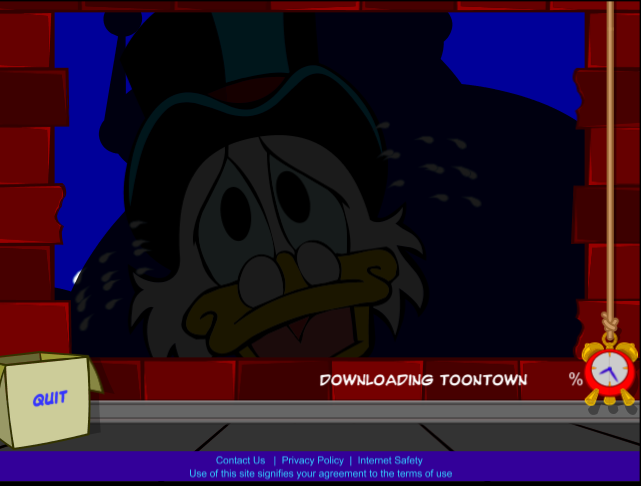 DOWNLOADING TOONTOWN %
QUIT
Contact Us | Privacy Policy | Internet Safety
Use of this site signifies your agreement to the terms of use